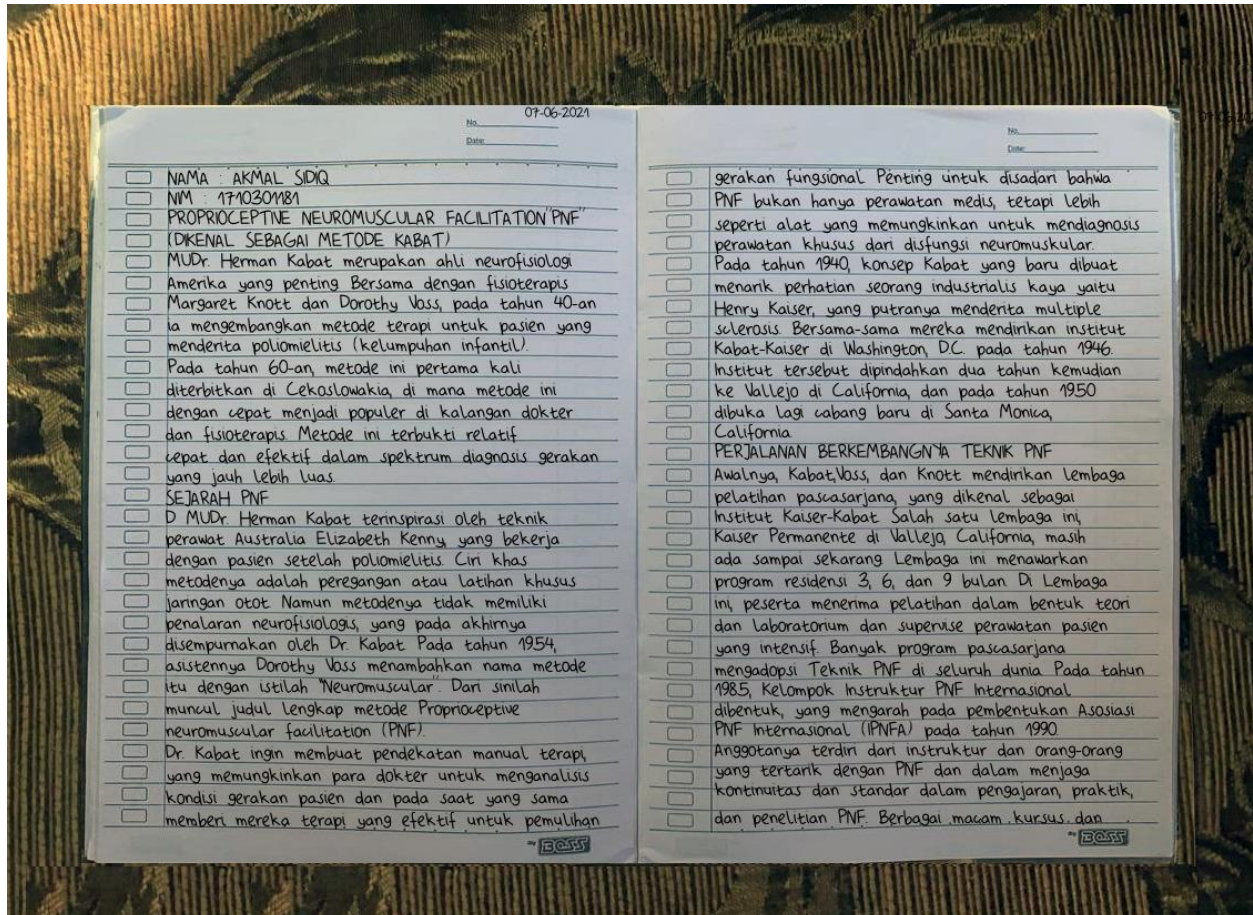 07-06-2021
No.
Date:
NAMA : AKMAL SIDIQ
NIM : 1710301181
PROPRIOCEPTIVE NEUROMUSCULAR FACILITATION "PNF"
(DIKENAL SEBAGAI METODE KABAT)
MUDr. Herman Kabat merupakan ahli neurofisiologi
Amerika yang penting Bersama dengan fisioterapis
Margaret Knott dan Dorothy Voss, pada tahun 40-an
ia mengembangkan metode terapi untuk pasien yang
menderita poliomielitis (kelumpuhan infantil).
Pada tahun 60-an, metode ini pertama kali
diterbitkan di Cekoslowakia, di mana metode ini
dengan cepat menjadi populer di kalangan dokter
dan fisioterapis. Metode ini terbukti relatif
cepat dan efektif dalam spektrum diagnosis gerakan
yang jauh lebih luas.
SEJARAH PNF
D MUDr. Herman Kabat terinspirasi oleh teknik
perawat Australia Elizabeth Kenny, yang bekerja
dengan pasien setelah poliomielitis. Ciri khas
metodenya adalah peregangan atau latihan khusus
jaringan otot Namun metodenya tidak memiliki
penalaran neurofisiologis, yang pada akhirnya
disempurnakan oleh Dr. Kabat Pada tahun 1954,
asistennya Dorothy Voss menambahkan nama metode
itu dengan istilah "Neuromuscular". Dari sinilah
muncul judul lengkap metode Proprioceptive
neuromuscular facilitation (PNF).
Dr. Kabat ingin membuat pendekatan manual terapi,
yang memungkinkan para dokter untuk menganalisis
kondisi gerakan pasien dan pada saat yang sama
memberi mereka terapi yang efektif untuk pemulihan
by BOSS
No.
Date:
gerakan fungsional. Penting untuk disadari bahwa
PNF bukan hanya perawatan medis, tetapi lebih
seperti alat yang memungkinkan untuk mendiagnosis
perawatan khusus dari disfungsi neuromuskular.
Pada tahun 1940, konsep Kabat yang baru dibuat
menarik perhatian seorang industrialis kaya yaitu
Henry Kaiser, yang putranya menderita multiple
sclerosis. Bersama-sama mereka mendirikan institut
Kabat-Kaiser di Washington, D.C. pada tahun 1946.
Institut tersebut dipindahkan dua tahun kemudian
ke Vallejo di California, dan pada tahun 1950
dibuka lagi cabang baru di Santa Monica,
California
PERJALANAN BERKEMBANGNYA TEKNIK PNF
Awalnya, Kabat, Voss, dan Knott mendirikan Lembaga
pelatihan pascasarjana, yang dikenal sebagai
Institut Kaiser-Kabat Salah satu lembaga ini,
Kaiser Permanente di Vallejo, California, masih
ada sampai sekarang Lembaga ini menawarkan
program residensi 3, 6, dan 9 bulan. Di Lembaga
ini, peserta menerima pelatihan dalam bentuk teori
dan laboratorium dan supervise perawatan pasien
yang intensif. Banyak program pascasarjana
mengadopsi Teknik PNF di seluruh dunia Pada tahun
1985, Kelompok Instruktur PNF Internasional
dibentuk, yang mengarah pada pembentukan Asosiasi
PNF Internasional (IPNFA) pada tahun 1990.
Anggotanya terdiri dari instruktur dan orang-orang
yang tertarik dengan PNF dan dalam menjaga
kontinuitas dan standar dalam pengajaran, praktik,
dan penelitian PNF. Berbagai macam kursus dan
by BOSS